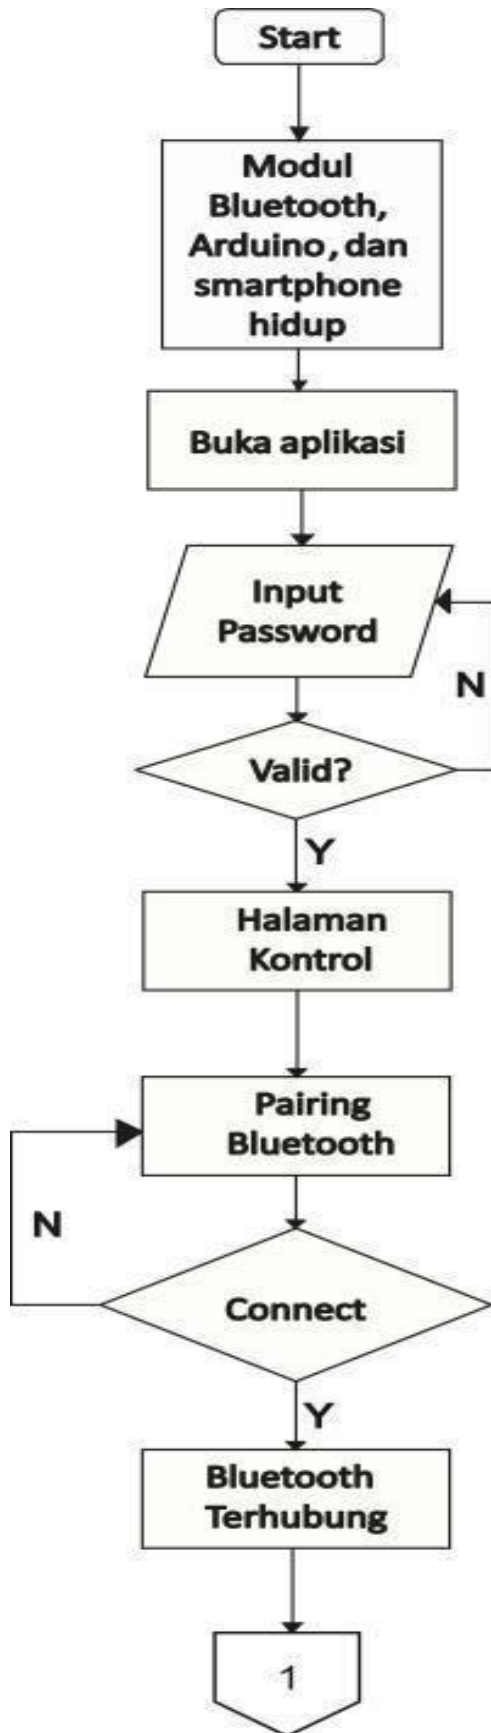 Start
Modul
Bluetooth,
Arduino, dan
smartphone
hidup
Buka aplikasi
Input
Password
N
Valid?
Y
Halaman
Kontrol
Pairing
Bluetooth
N
Connect
Y
Bluetooth
Terhubung
1